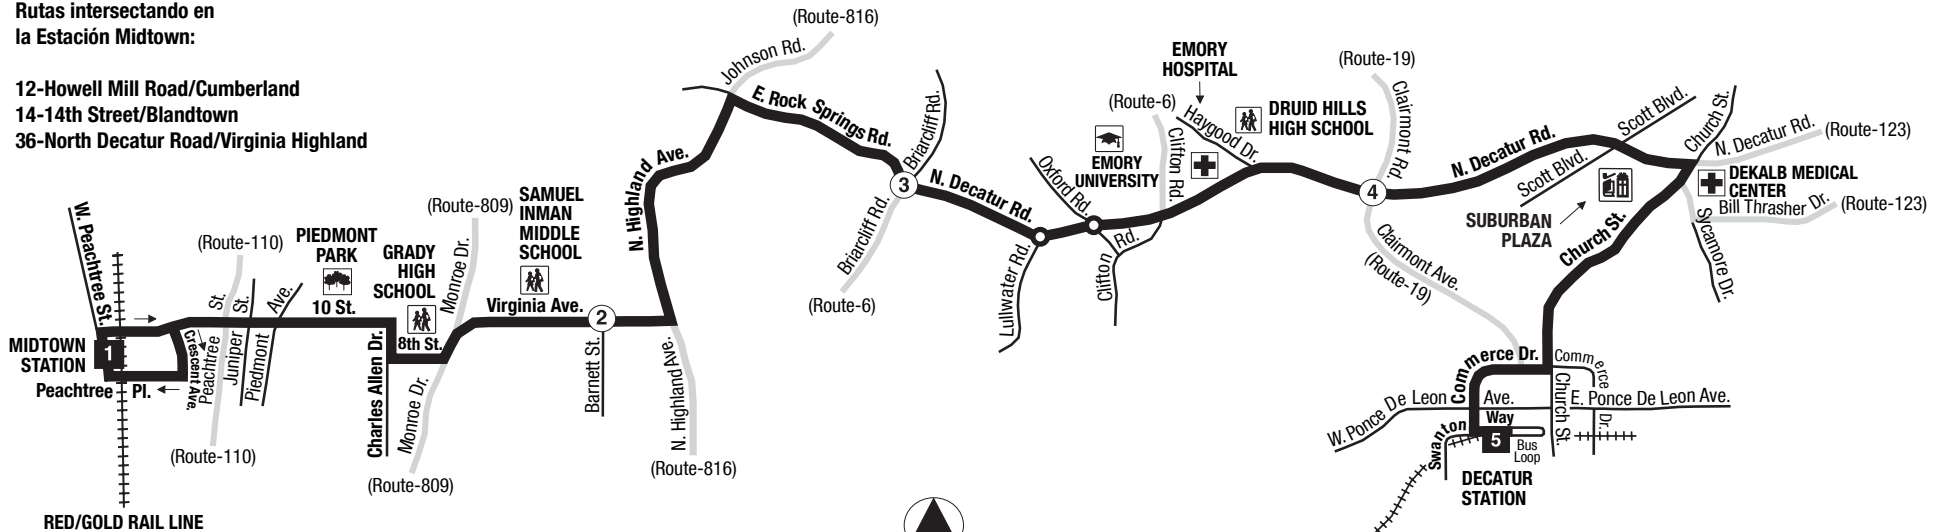 Rutas intersectando en
la Estación Midtown:
12-Howell Mill Road/Cumberland
14-14th Street/Blandtown
36-North Decatur Road/Virginia Highland
W. Peachtree St.
MIDTOWN
STATION
1
Peachtree Pl.
RED/GOLD RAIL LINE
Crescent Ave.
(Route-110)
Peachtree St.
Juniper St.
Piedmont Ave.
(Route-110)
PIEDMONT
PARK
10 St.
GRADY
HIGH
SCHOOL
8th St.
Charles Allen Dr.
(Route-809)
Monroe Dr.
Monroe Dr.
(Route-809)
SAMUEL
INMAN
MIDDLE
SCHOOL
Virginia Ave.
2
Barnett St.
N. Highland Ave.
N. Highland Ave.
(Route-816)
(Route-816)
Johnson Rd.
E. Rock Springs Rd.
Briarcliff Rd.
3
Briarcliff Rd.
(Route-6)
N. Decatur Rd.
Lullwater Rd.
Oxford Rd.
EMORY
UNIVERSITY
(Route-6)
Clifton Rd.
Clifton Rd.
EMORY
HOSPITAL
Haygood Dr.
DRUID HILLS
HIGH SCHOOL
(Route-19)
Clairmont Rd.
4
Clairmont Ave.
(Route-19)
N. Decatur Rd.
Scott Blvd.
Scott Blvd.
SUBURBAN
PLAZA
Church St.
N. Decatur Rd.
(Route-123)
DEKALB MEDICAL
CENTER
Bill Thrasher Dr.
(Route-123)
Sycamore Dr.
Church St.
Commerce Dr.
Commerce Dr.
W. Ponce De Leon Ave.
E. Ponce De Leon Ave.
Church St.
Swanton Way
5
Bus
Loop
DECATUR
STATION